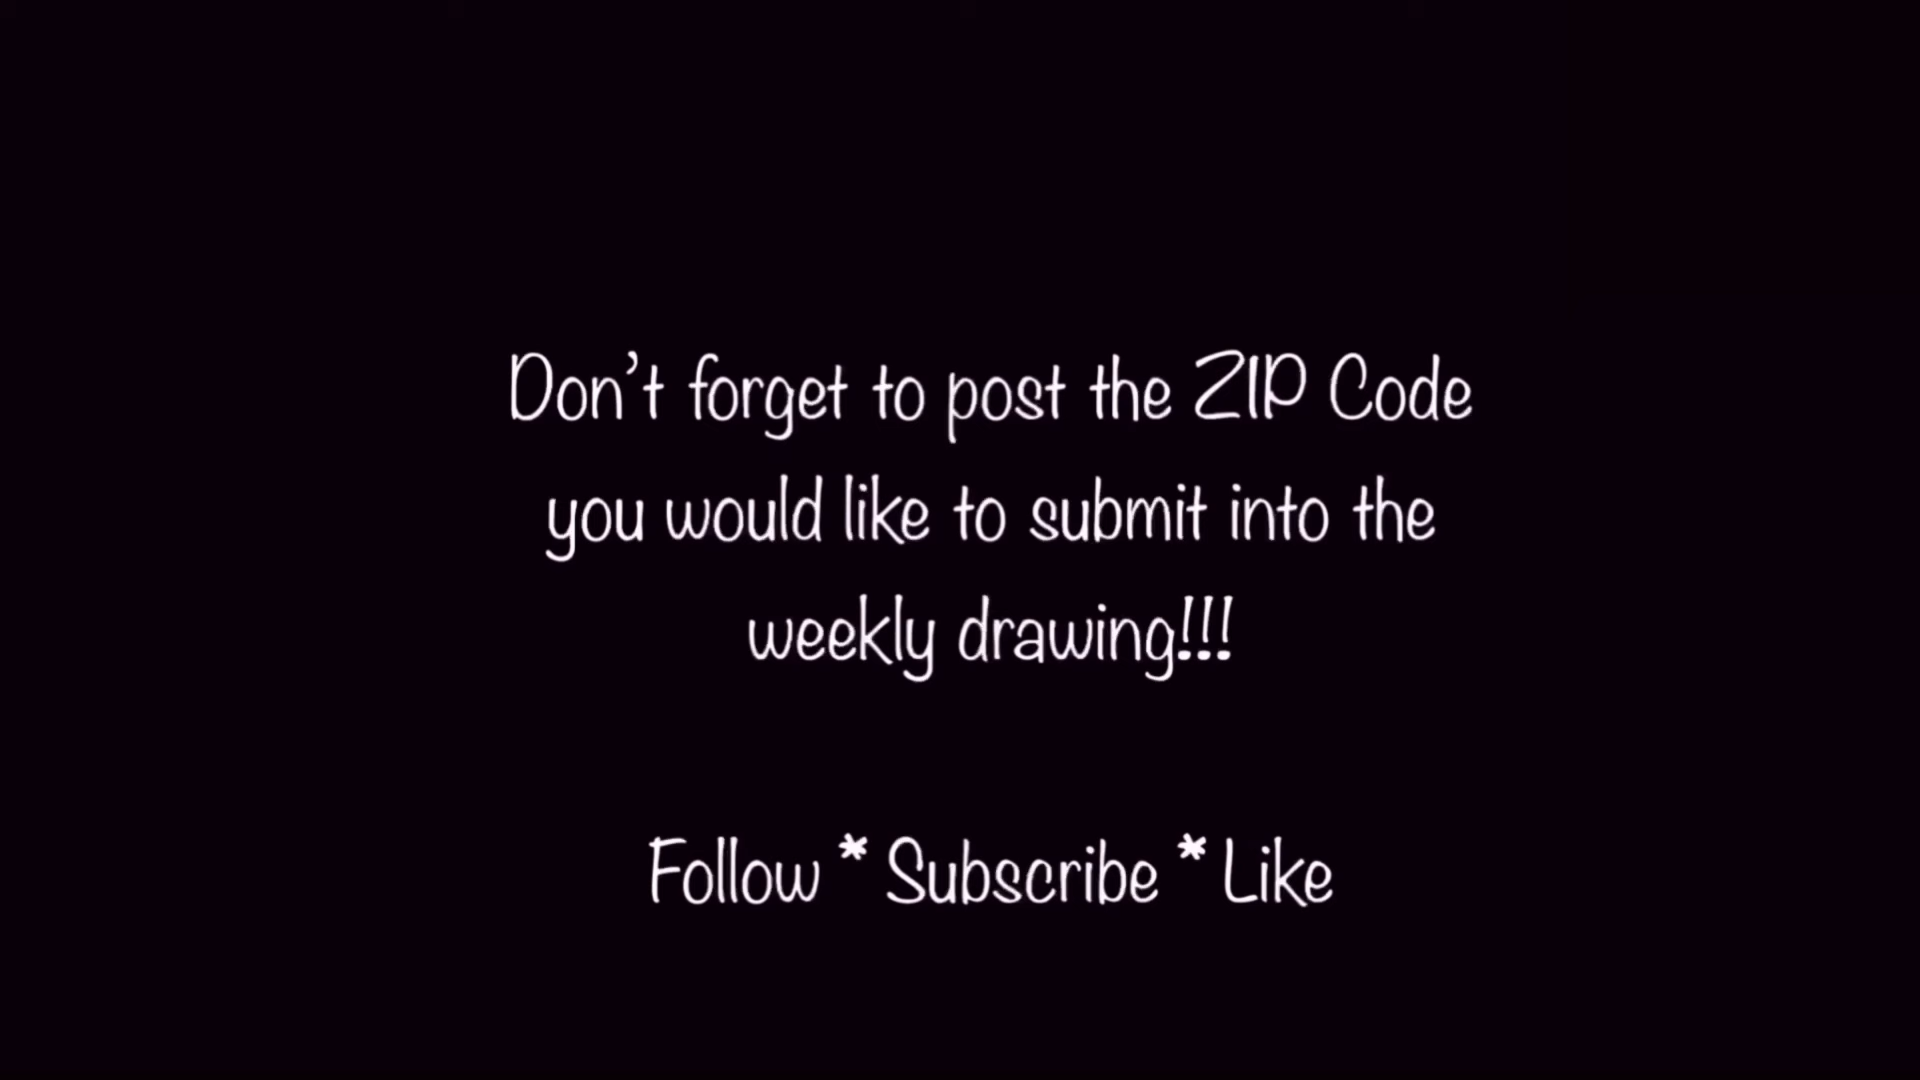 Don't forget to post the ZIP Code
you would like to submit into the
weekly drawing!!!
Follow * Subscribe * Like